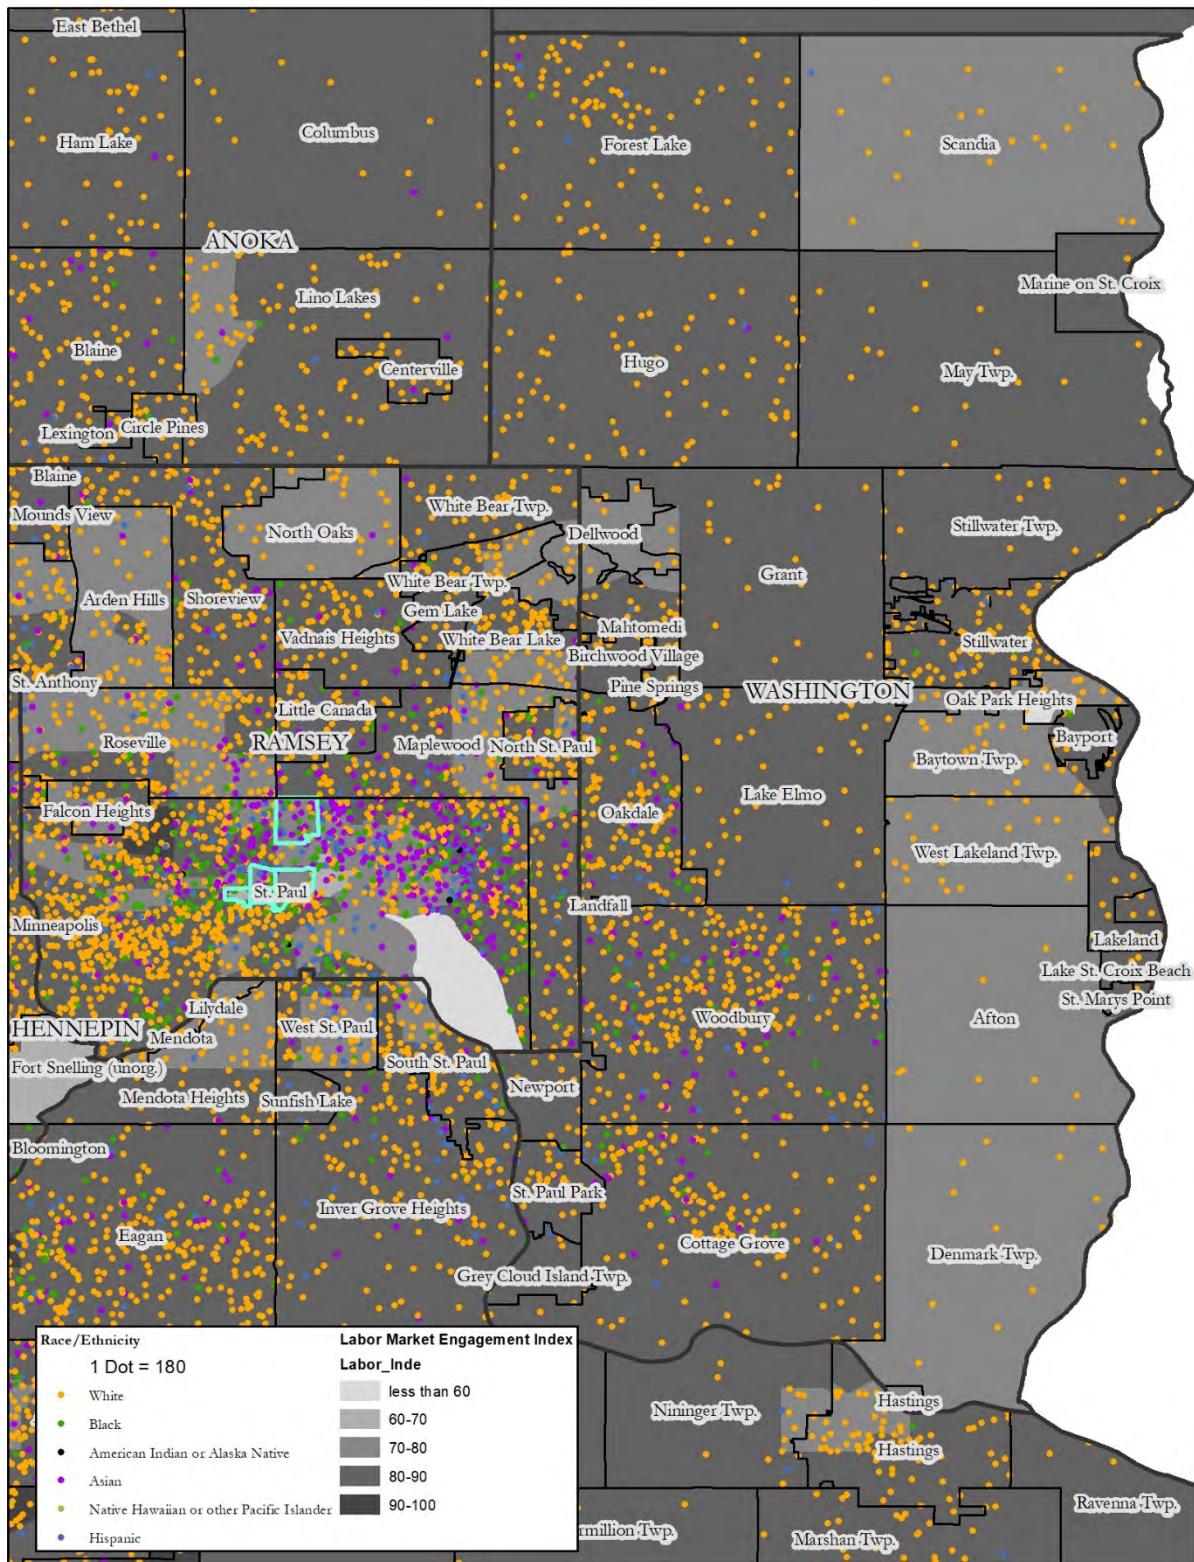 East Bethel
Ham Lake
Columbus
Forest Lake
Scandia
ANOKA
Lino Lakes
Marine on St. Croix
Blaine
Centerville
Hugo
May Twp.
Lexington
Circle Pines
Blaine
Mounds View
North Oaks
White Bear Twp.
Dellwood
Stillwater Twp.
Arden Hills
Shoreview
White Bear Twp.
Grant
Gem Lake
Vadnais Heights
White Bear Lake
Mahtomedi
Stillwater
Birchwood Village
St. Anthony
Pine Springs
WASHINGTON
Oak Park Heights
Little Canada
Roseville
RAMSEY
Maplewood
North St. Paul
Bayport
Baytown Twp.
Falcon Heights
Oakdale
Lake Elmo
West Lakeland Twp.
St. Paul
Landfall
Minneapolis
Lakeland
Lake St. Croix Beach
St. Marys Point
Lilydale
Woodbury
Afton
HENNEPIN
Mendota
West St. Paul
Fort Snelling (unorg.)
South St. Paul
Mendota Heights
Sunfish Lake
Newport
Bloomington
St. Paul Park
Inver Grove Heights
Eagan
Cottage Grove
Denmark Twp.
Grey Cloud Island Twp.
Race/Ethnicity
1 Dot = 180
White
Black
American Indian or Alaska Native
Asian
Native Hawaiian or other Pacific Islander
Hispanic
Labor Market Engagement Index
Labor_Inde
less than 60
60-70
70-80
80-90
90-100
Nininger Twp.
Hastings
Hastings
Ravenna Twp.
rmillion Twp.
Marshan Twp.